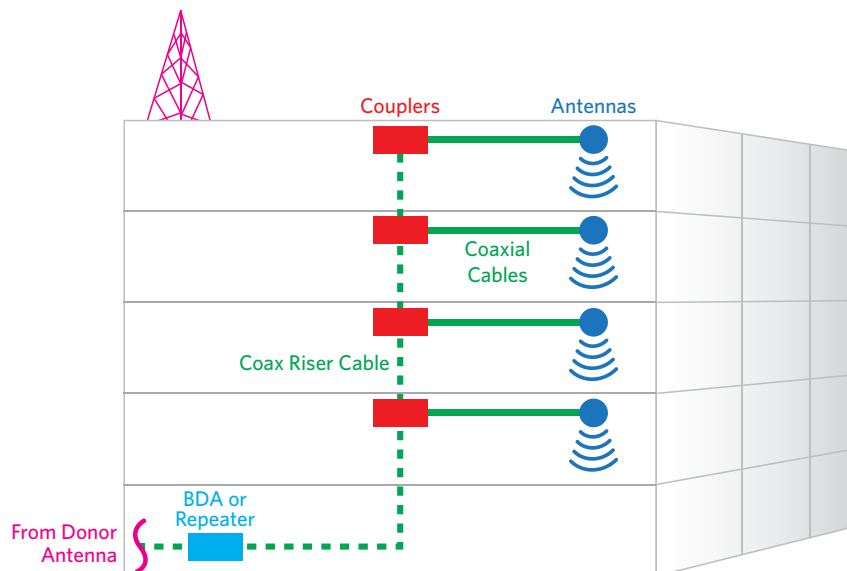 Couplers
Antennas
Coaxial
Cables
Coax Riser Cable
BDA or
Repeater
From Donor
Antenna